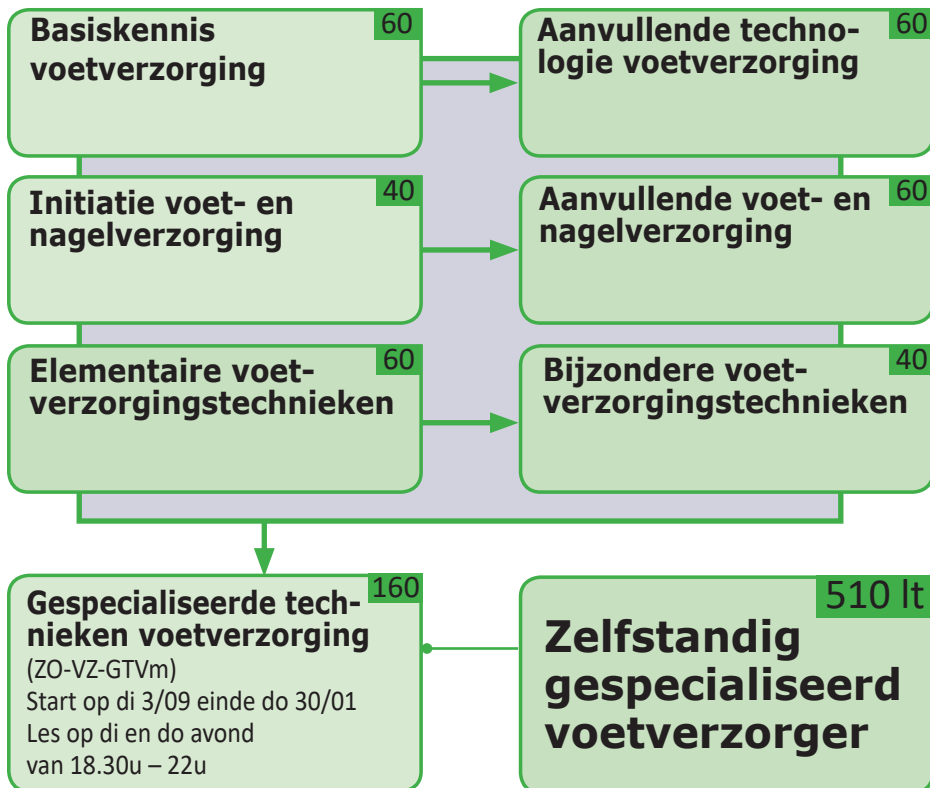 Basiskennis
voetverzorging
60
Aanvullende techno-
logie voetverzorging
60
Initiatie voet- en
nagelverzorging
40
Aanvullende voet- en
nagelverzorging
60
Elementaire voet-
verzorgingstechnieken
60
Bijzondere voet-
verzorgingstechnieken
40
Gespecialiseerde tech-
nieken voetverzorging
160
(ZO-VZ-GTVm)
Start op di 3/09 einde do 30/01
Les op di en do avond
van 18.30u – 22u
510 lt
Zelfstandig
gespecialiseerd
voetverzorger